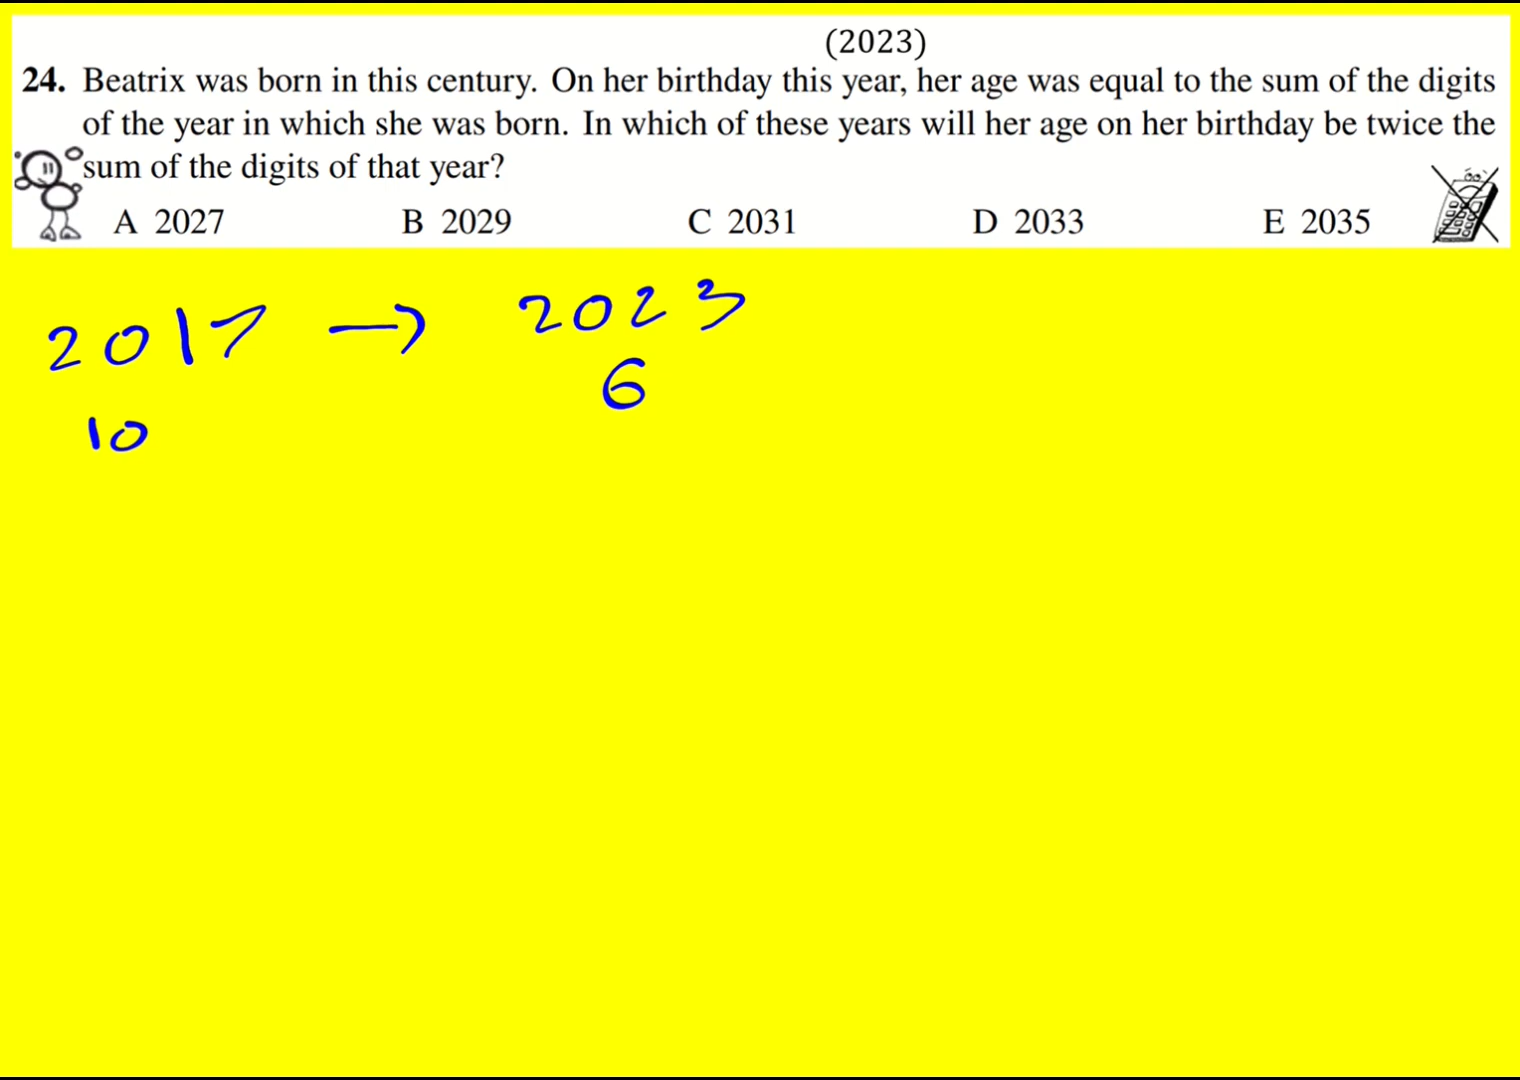 (2023)
24. Beatrix was born in this century. On her birthday this year, her age was equal to the sum of the digits
of the year in which she was born. In which of these years will her age on her birthday be twice the
sum of the digits of that year?
A 2027 B 2029 C 2031 D 2033 E 2035
2017 → 2023
6
10